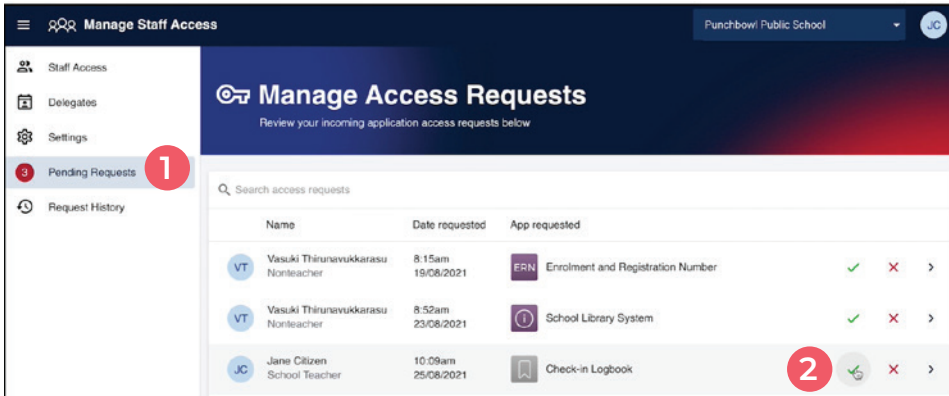 Manage Staff Access
Punchbowl Public School
JC
Staff Access
Delegates
Settings
3 Pending Requests
1
Request History
Manage Access Requests
Review your incoming application access requests below
Search access requests
Name Date requested App requested
VT Vasuki Thirunavukkarasu 8:15am ERN Enrolment and Registration Number
Nonteacher 19/08/2021
VT Vasuki Thirunavukkarasu 8:52am School Library System
Nonteacher 23/08/2021
JC Jane Citizen 10:09am Check-in Logbook 2
School Teacher 25/08/2021